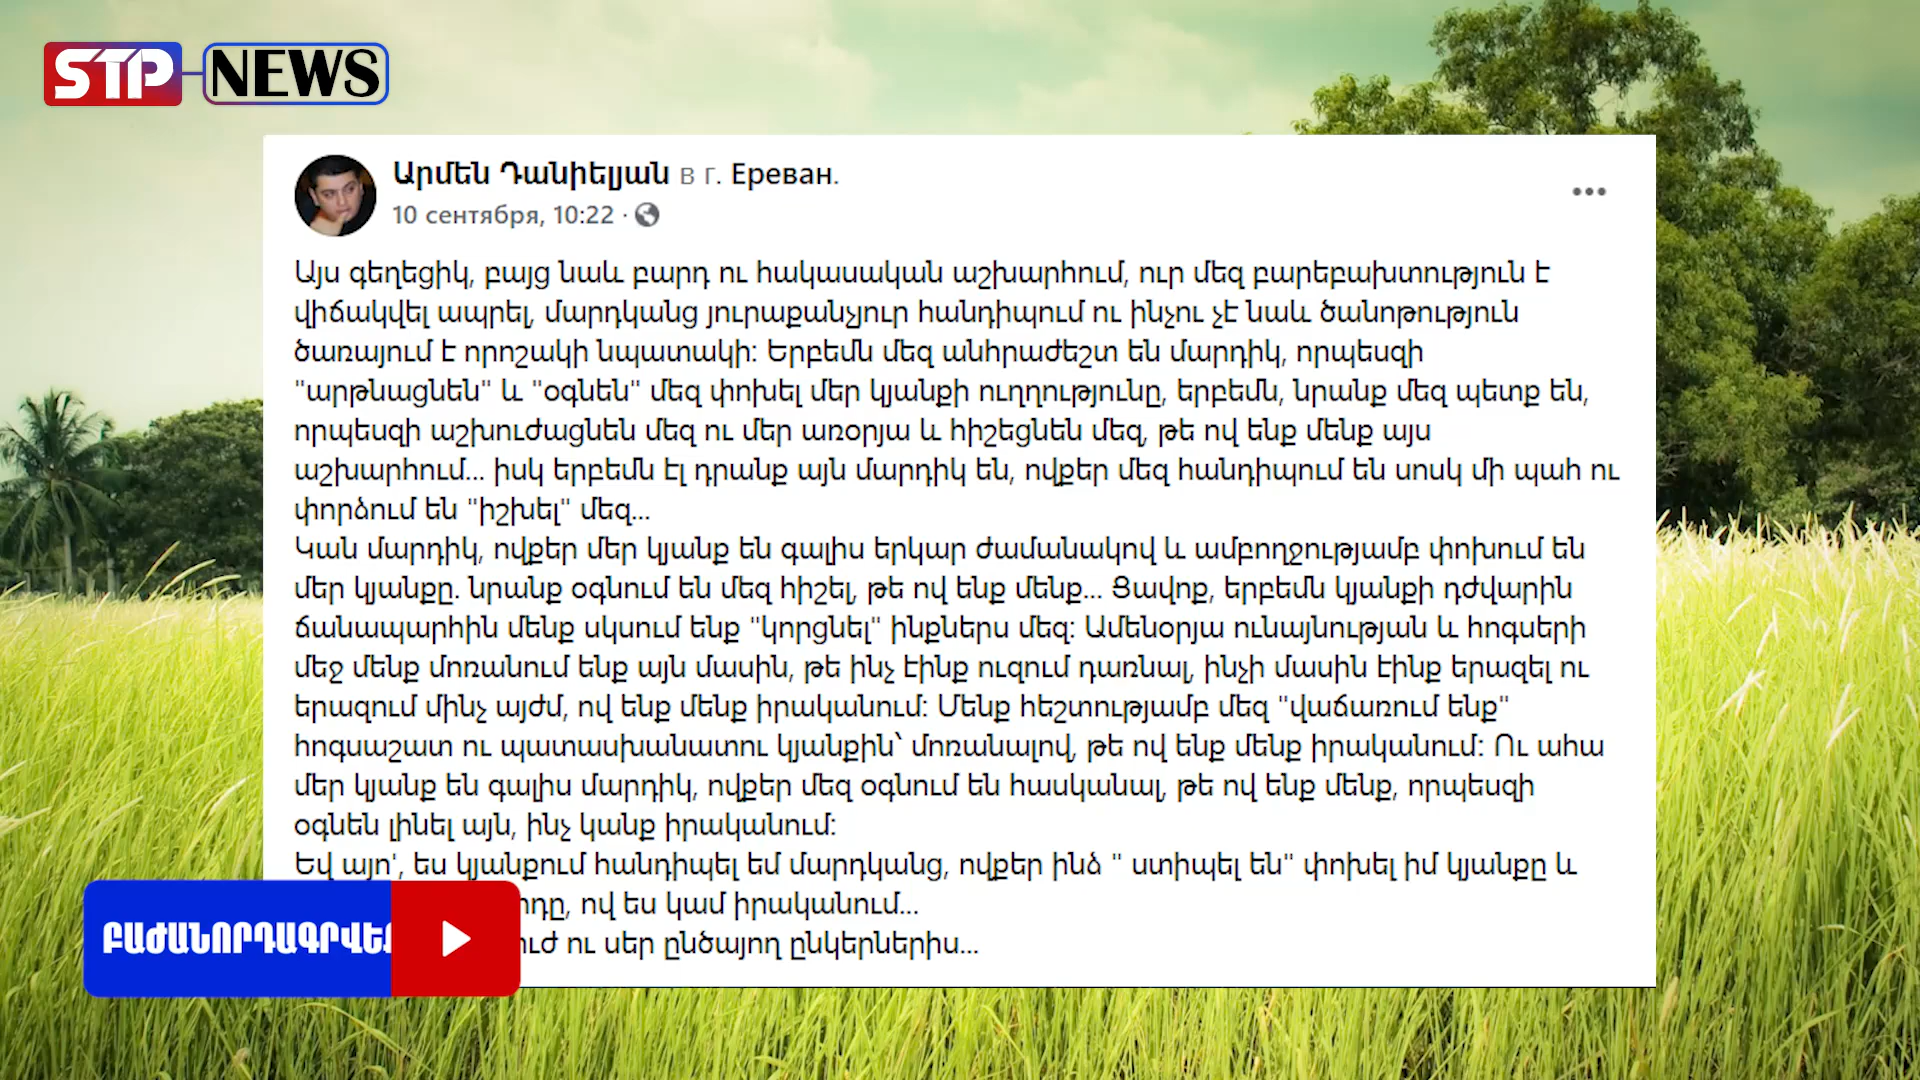 STP NEWS
Արմեն Դանիելյան в г. Ереван.
10 сентября, 10:22 ·
Այս գեղեցիկ, բայց նաև բարդ ու հակասական աշխարհում, ուր մեզ բարեբախտություն է
վիճակվել ապրել, մարդկանց յուրաքանչյուր հանդիպում ու ինչու չէ նաև ծանոթություն
ծառայում է որոշակի նպատակի: Երբեմն մեզ անհրաժեշտ են մարդիկ, որպեսզի
"արթնացնեն" և "օգնեն" մեզ փոխել մեր կյանքի ուղղությունը, երբեմն, նրանք մեզ պետք են,
որպեսզի աշխուժացնեն մեզ ու մեր առօրյա և հիշեցնեն մեզ, թե ով ենք մենք այս
աշխարհում... իսկ երբեմն էլ դրանք այն մարդիկ են, ովքեր մեզ հանդիպում են սոսկ մի պահ ու
փորձում են "իշխել" մեզ...
Կան մարդիկ, ովքեր մեր կյանք են գալիս երկար ժամանակով և ամբողջությամբ փոխում են
մեր կյանքը. նրանք օգնում են մեզ հիշել, թե ով ենք մենք... Ցավոք, երբեմն կյանքի դժվարին
ճանապարհին մենք սկսում ենք "կորցնել" ինքներս մեզ: Ամենօրյա ունայնության և հոգսերի
մեջ մենք մոռանում ենք այն մասին, թե ինչ էինք ուզում դառնալ, ինչի մասին էինք երազել ու
երազում մինչ այժմ, ով ենք մենք իրականում: Մենք հեշտությամբ մեզ "վաճառում ենք"
հոգսաշատ ու պատասխանատու կյանքին՝ մոռանալով, թե ով ենք մենք իրականում: Ու ահա
մեր կյանք են գալիս մարդիկ, ովքեր մեզ օգնում են հասկանալ, թե ով ենք մենք, որպեսզի
օգնեն լինել այն, ինչ կանք իրականում:
Եվ այո', ես կյանքում հանդիպել եմ մարդկանց, ովքեր ինձ " ստիպել են" փոխել իմ կյանքը և
ով ես կամ իրականում...
ու սեր ընծայող ընկերներիս...